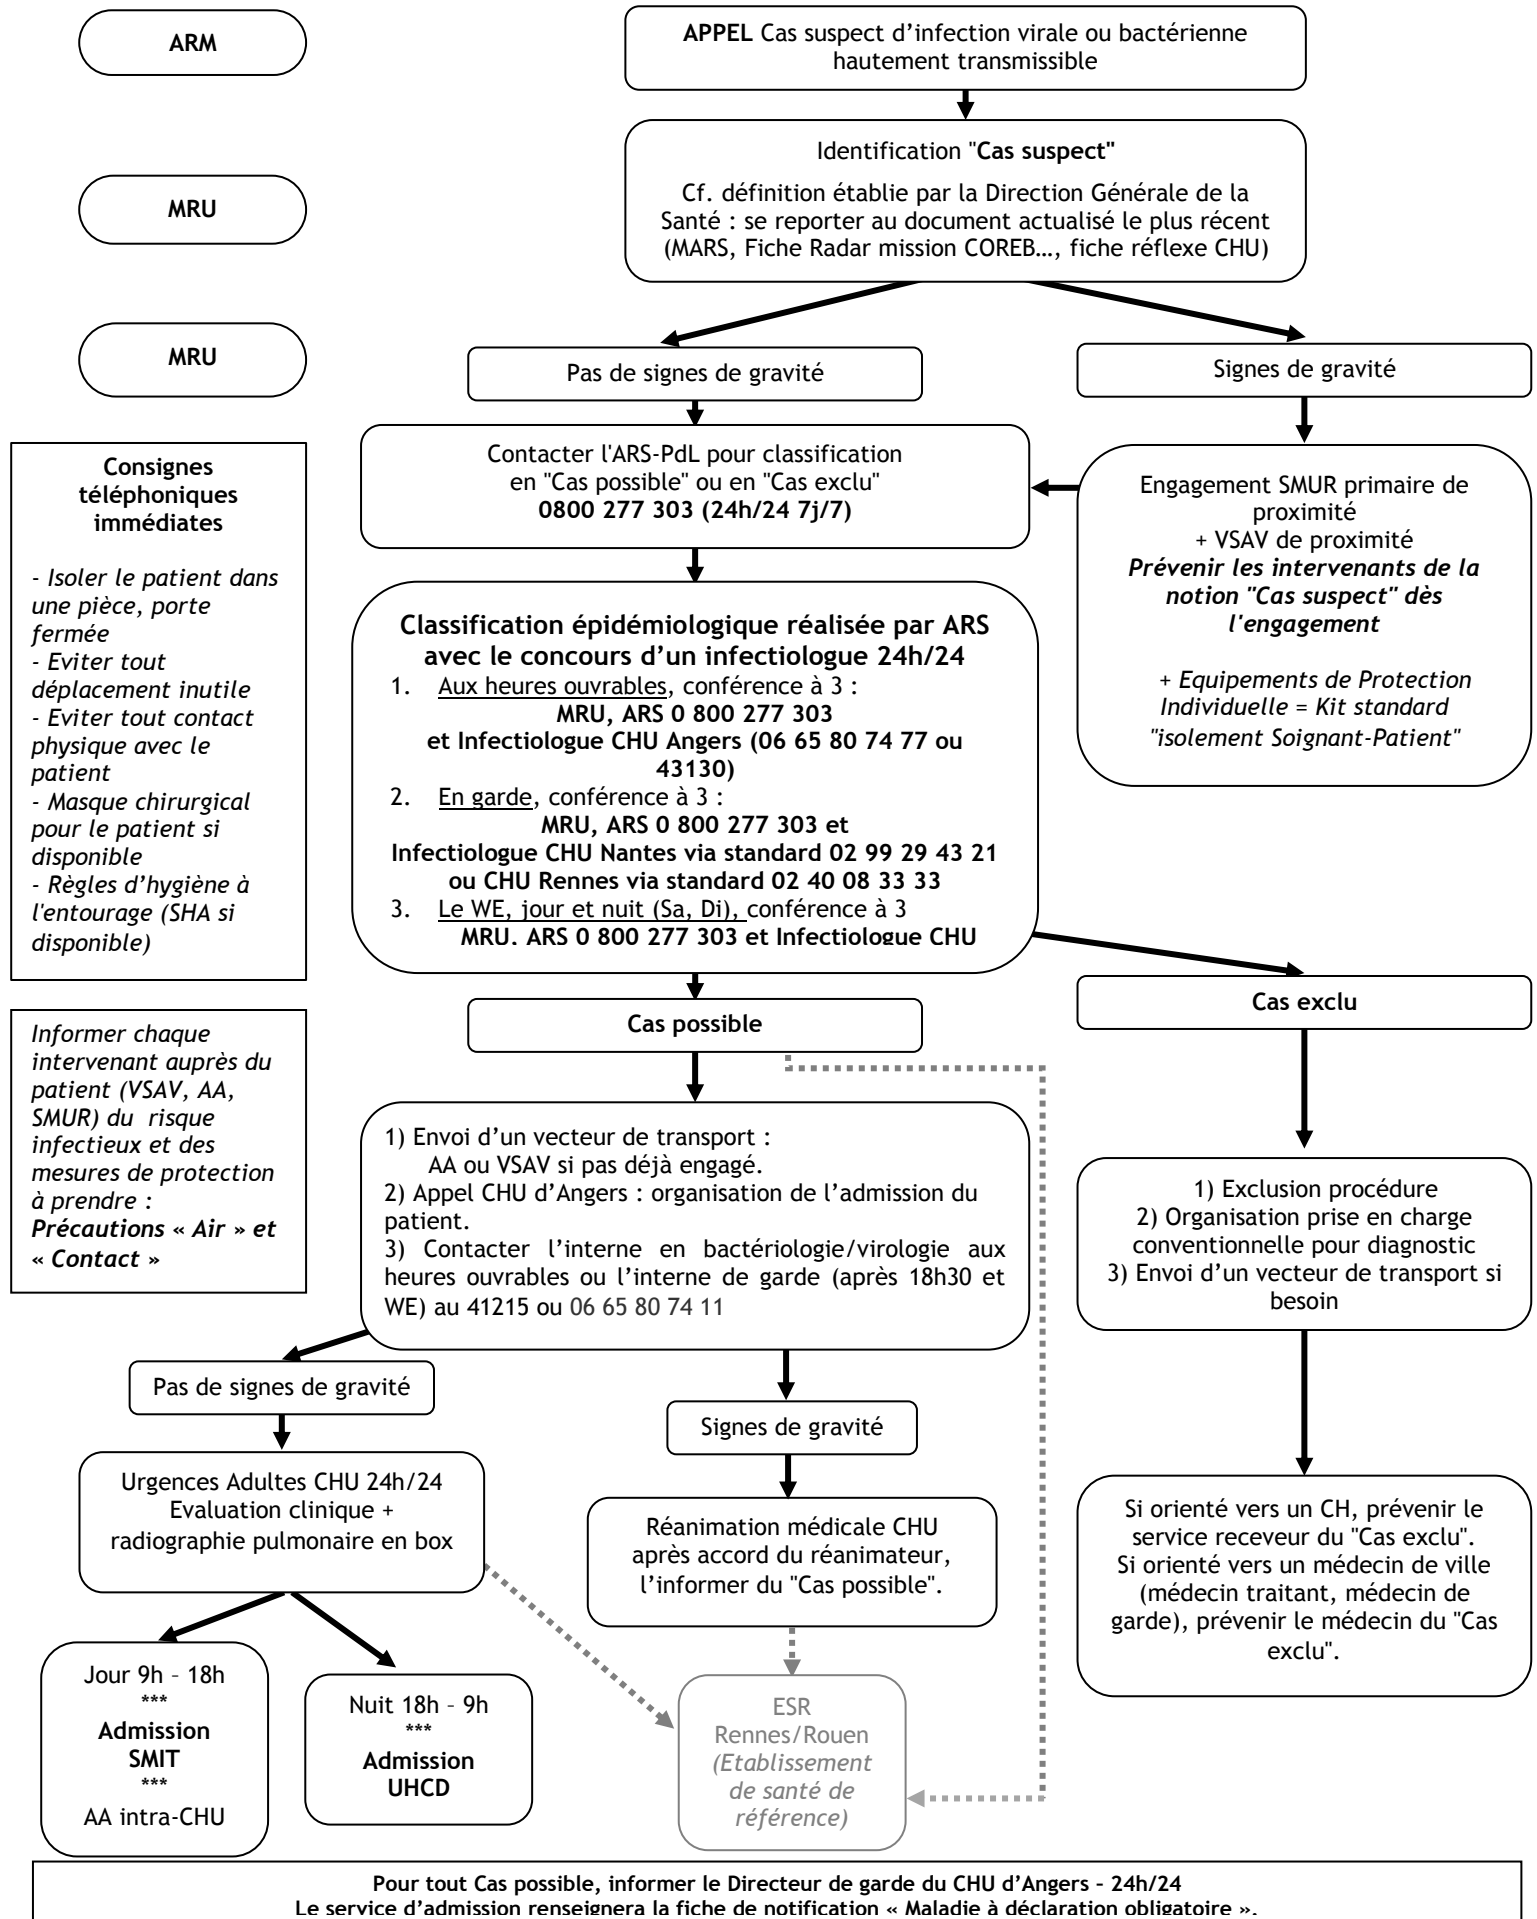 ARM
APPEL Cas suspect d’infection virale ou bactérienne
hautement transmissible
MRU
Identification "Cas suspect"
Cf. définition établie par la Direction Générale de la
Santé : se reporter au document actualisé le plus récent
(MARS, Fiche Radar mission COREB…, fiche réflexe CHU)
MRU
Pas de signes de gravité
Signes de gravité
Consignes
téléphoniques
immédiates
- Isoler le patient dans
une pièce, porte
fermée
- Eviter tout
déplacement inutile
- Eviter tout contact
physique avec le
patient
- Masque chirurgical
pour le patient si
disponible
- Règles d’hygiène à
l'entourage (SHA si
disponible)
Contacter l'ARS-PdL pour classification
en "Cas possible" ou en "Cas exclu"
0800 277 303 (24h/24 7j/7)
Engagement SMUR primaire de
proximité
+ VSAV de proximité
Prévenir les intervenants de la
notion "Cas suspect" dès
l'engagement
+ Equipements de Protection
Individuelle = Kit standard
"isolement Soignant-Patient"
Classification épidémiologique réalisée par ARS
avec le concours d’un infectiologue 24h/24
1. Aux heures ouvrables, conférence à 3 :
MRU, ARS 0 800 277 303
et Infectiologue CHU Angers (06 65 80 74 77 ou
43130)
2. En garde, conférence à 3 :
MRU, ARS 0 800 277 303 et
Infectiologue CHU Nantes via standard 02 99 29 43 21
ou CHU Rennes via standard 02 40 08 33 33
3. Le WE, jour et nuit (Sa, Di), conférence à 3
MRU. ARS 0 800 277 303 et Infectiologue CHU
Cas possible
Cas exclu
Informer chaque
intervenant auprès du
patient (VSAV, AA,
SMUR) du risque
infectieux et des
mesures de protection
à prendre :
Précautions « Air » et
« Contact »
1) Envoi d’un vecteur de transport :
AA ou VSAV si pas déjà engagé.
2) Appel CHU d’Angers : organisation de l’admission du
patient.
3) Contacter l’interne en bactériologie/virologie aux
heures ouvrables ou l’interne de garde (après 18h30 et
WE) au 41215 ou 06 65 80 74 11
1) Exclusion procédure
2) Organisation prise en charge
conventionnelle pour diagnostic
3) Envoi d’un vecteur de transport si
besoin
Pas de signes de gravité
Signes de gravité
Urgences Adultes CHU 24h/24
Evaluation clinique +
radiographie pulmonaire en box
Réanimation médicale CHU
après accord du réanimateur,
l’informer du "Cas possible".
Si orienté vers un CH, prévenir le
service receveur du "Cas exclu".
Si orienté vers un médecin de ville
(médecin traitant, médecin de
garde), prévenir le médecin du "Cas
exclu".
Jour 9h – 18h
***
Admission
SMIT
***
AA intra-CHU
Nuit 18h – 9h
***
Admission
UHCD
ESR
Rennes/Rouen
(Etablissement
de santé de
référence)
Pour tout Cas possible, informer le Directeur de garde du CHU d’Angers – 24h/24
Le service d’admission renseignera la fiche de notification « Maladie à déclaration obligatoire ».